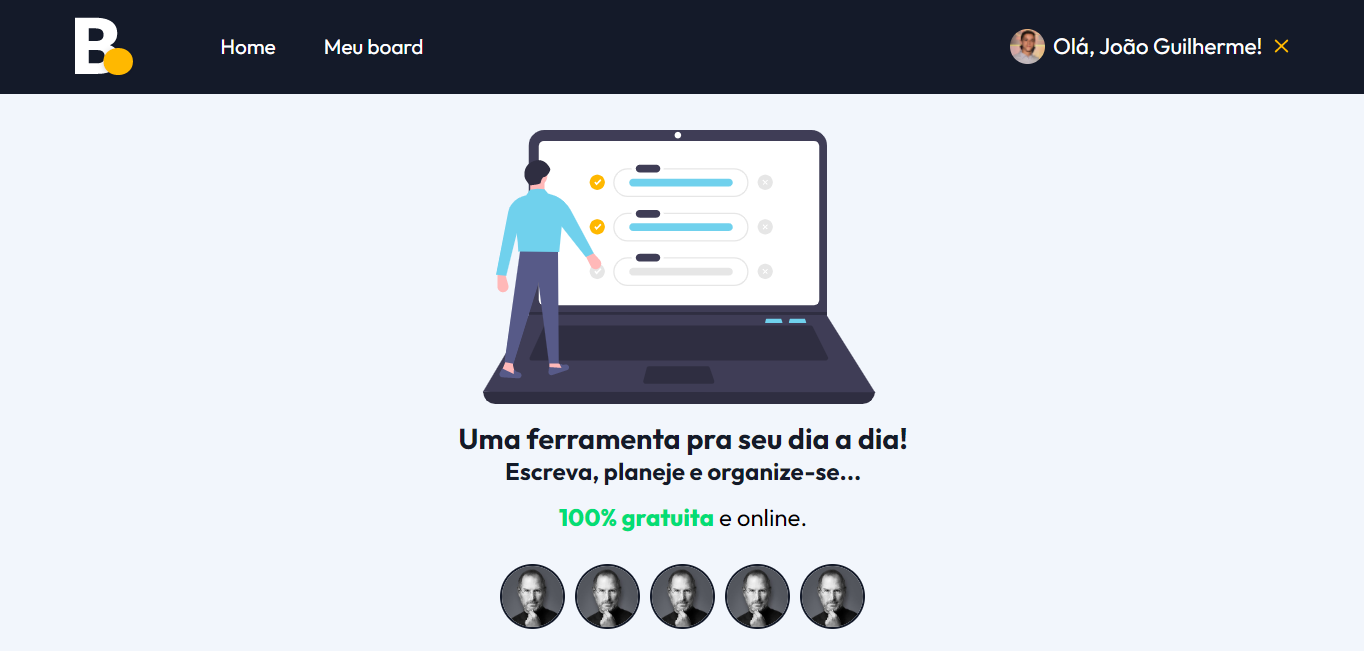 B.
Home
Meu board
Olá, João Guilherme!
Uma ferramenta pra seu dia a dia!
Escreva, planeje e organize-se...
100% gratuita e online.